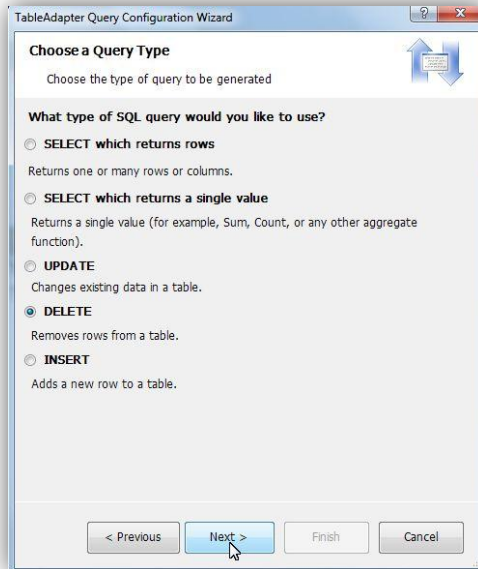 TableAdapter Query Configuration Wizard
Choose a Query Type
Choose the type of query to be generated
What type of SQL query would you like to use?
SELECT which returns rows
Returns one or many rows or columns.
SELECT which returns a single value
Returns a single value (for example, Sum, Count, or any other aggregate
function).
UPDATE
Changes existing data in a table.
DELETE
Removes rows from a table.
INSERT
Adds a new row to a table.
< Previous Next > Finish Cancel